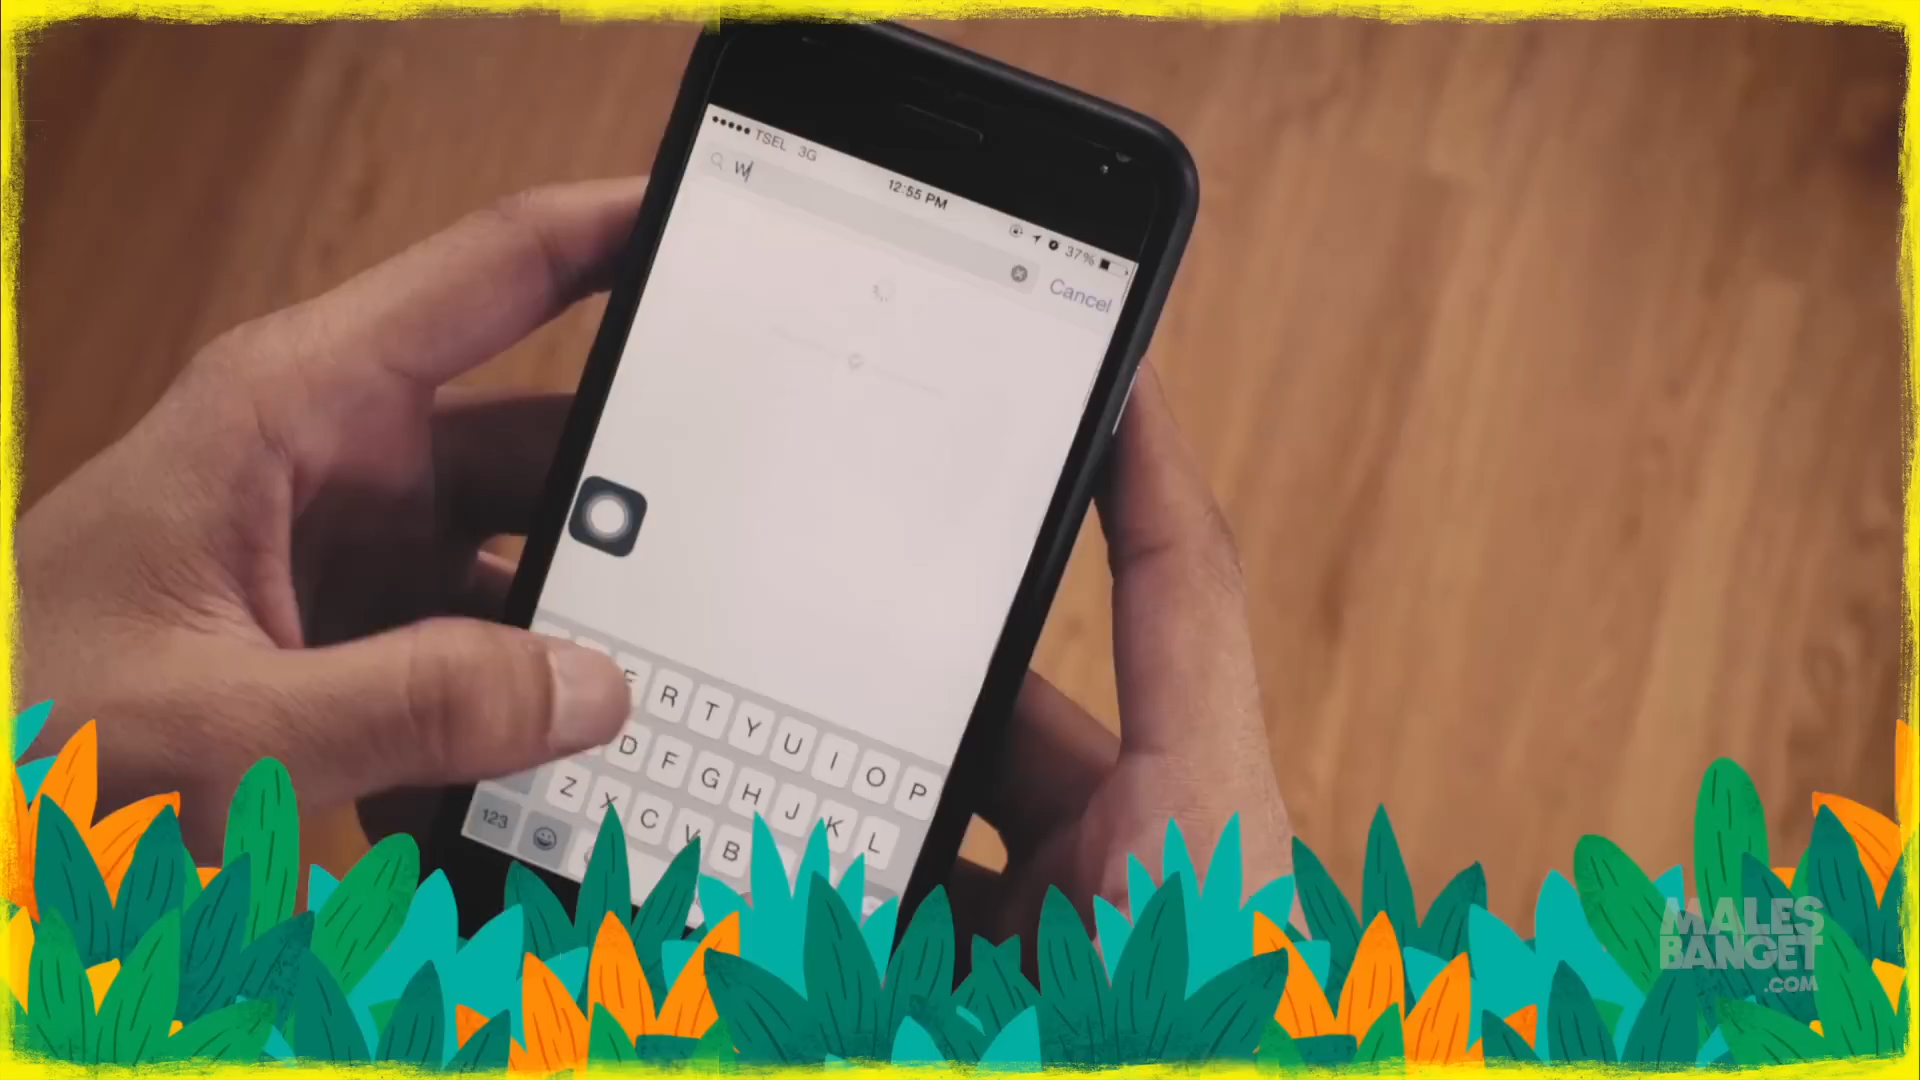 TSEL 3G
12:55 PM
37%
W
Cancel
E R T Y U I O P
D F G H J K L
Z X C V B
123
MALES
BANGET
.COM